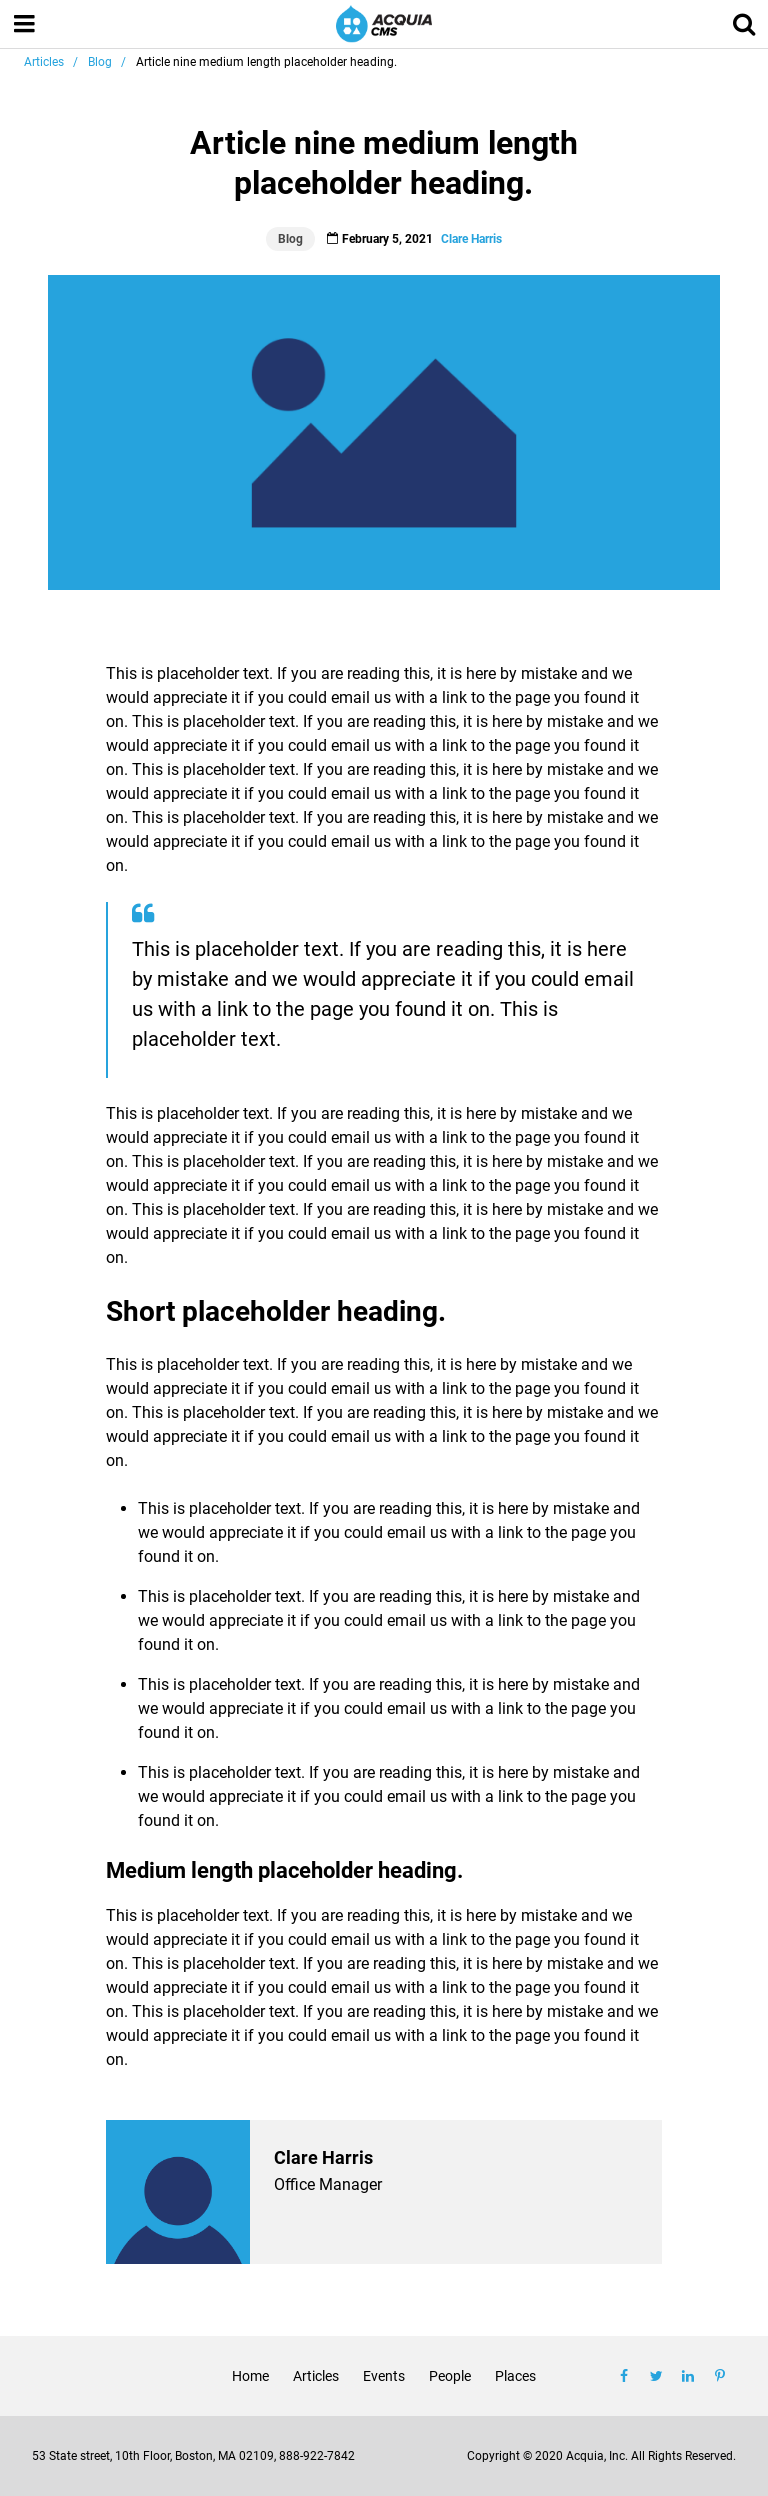 ACQUIA
CMS
Articles / Blog / Article nine medium length placeholder heading.
Article nine medium length
placeholder heading.
Blog February 5, 2021 Clare Harris
This is placeholder text. If you are reading this, it is here by mistake and we
would appreciate it if you could email us with a link to the page you found it
on. This is placeholder text. If you are reading this, it is here by mistake and we
would appreciate it if you could email us with a link to the page you found it
on. This is placeholder text. If you are reading this, it is here by mistake and we
would appreciate it if you could email us with a link to the page you found it
on. This is placeholder text. If you are reading this, it is here by mistake and we
would appreciate it if you could email us with a link to the page you found it
on.
This is placeholder text. If you are reading this, it is here
by mistake and we would appreciate it if you could email
us with a link to the page you found it on. This is
placeholder text.
This is placeholder text. If you are reading this, it is here by mistake and we
would appreciate it if you could email us with a link to the page you found it
on. This is placeholder text. If you are reading this, it is here by mistake and we
would appreciate it if you could email us with a link to the page you found it
on. This is placeholder text. If you are reading this, it is here by mistake and we
would appreciate it if you could email us with a link to the page you found it
on.
Short placeholder heading.
This is placeholder text. If you are reading this, it is here by mistake and we
would appreciate it if you could email us with a link to the page you found it
on. This is placeholder text. If you are reading this, it is here by mistake and we
would appreciate it if you could email us with a link to the page you found it
on.
• This is placeholder text. If you are reading this, it is here by mistake and
we would appreciate it if you could email us with a link to the page you
found it on.
• This is placeholder text. If you are reading this, it is here by mistake and
we would appreciate it if you could email us with a link to the page you
found it on.
• This is placeholder text. If you are reading this, it is here by mistake and
we would appreciate it if you could email us with a link to the page you
found it on.
• This is placeholder text. If you are reading this, it is here by mistake and
we would appreciate it if you could email us with a link to the page you
found it on.
Medium length placeholder heading.
This is placeholder text. If you are reading this, it is here by mistake and we
would appreciate it if you could email us with a link to the page you found it
on. This is placeholder text. If you are reading this, it is here by mistake and we
would appreciate it if you could email us with a link to the page you found it
on. This is placeholder text. If you are reading this, it is here by mistake and we
would appreciate it if you could email us with a link to the page you found it
on.
Clare Harris
Office Manager
Home Articles Events People Places
53 State street, 10th Floor, Boston, MA 02109, 888-922-7842 Copyright © 2020 Acquia, Inc. All Rights Reserved.